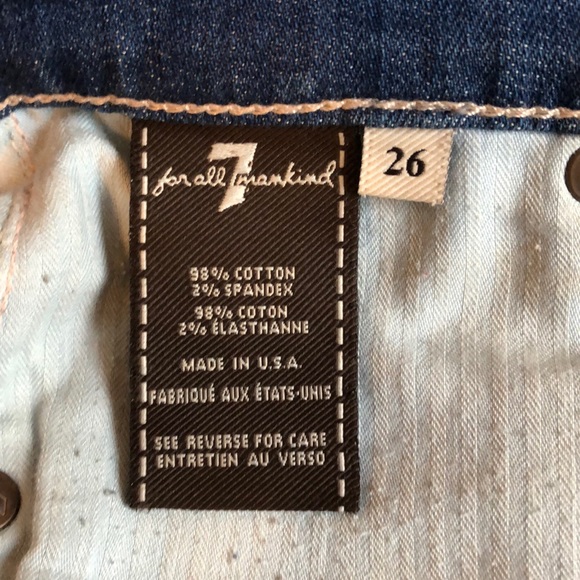 for all 7 mankind
26
98% COTTON
2% SPANDEX
98% COTON
2% ÉLASTHANNE
MADE IN U.S.A.
FABRIQUÉ AUX ÉTATS-UNIS
SEE REVERSE FOR CARE
ENTRETIEN AU VERSO